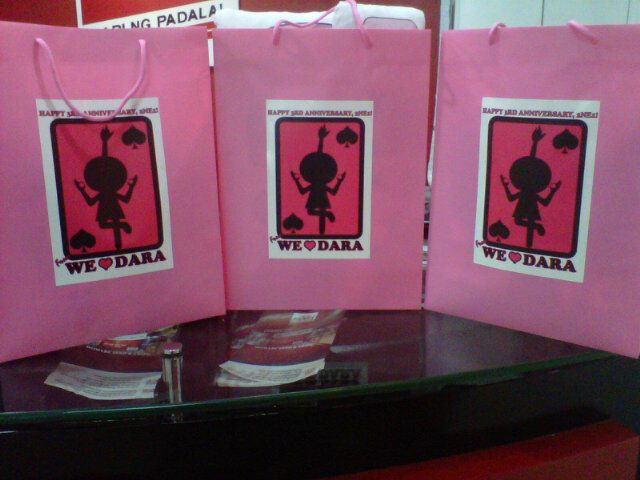 PADALA!
HAPPY 3RD ANNIVERSARY, 2NE1!
WE ❤ DARA
HAPPY 3RD ANNIVERSARY, 2NE1!
WE ❤ DARA
HAPPY 3RD ANNIVERSARY, 2NE1!
WE ❤ DARA